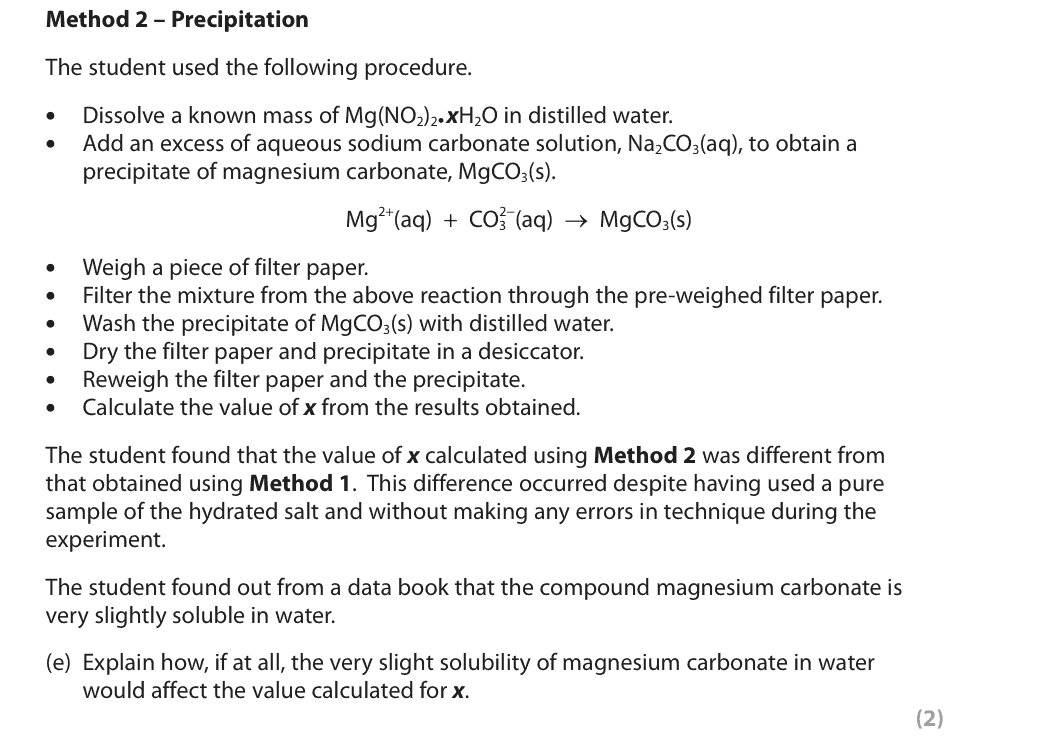 Method 2 – Precipitation
The student used the following procedure.
• Dissolve a known mass of Mg(NO₂)₂•xH₂O in distilled water.
• Add an excess of aqueous sodium carbonate solution, Na₂CO₃(aq), to obtain a
precipitate of magnesium carbonate, MgCO₃(s).
Mg²⁺(aq) + CO₃²⁻(aq) → MgCO₃(s)
• Weigh a piece of filter paper.
• Filter the mixture from the above reaction through the pre-weighed filter paper.
• Wash the precipitate of MgCO₃(s) with distilled water.
• Dry the filter paper and precipitate in a desiccator.
• Reweigh the filter paper and the precipitate.
• Calculate the value of x from the results obtained.
The student found that the value of x calculated using Method 2 was different from
that obtained using Method 1. This difference occurred despite having used a pure
sample of the hydrated salt and without making any errors in technique during the
experiment.
The student found out from a data book that the compound magnesium carbonate is
very slightly soluble in water.
(e) Explain how, if at all, the very slight solubility of magnesium carbonate in water
would affect the value calculated for x.
(2)